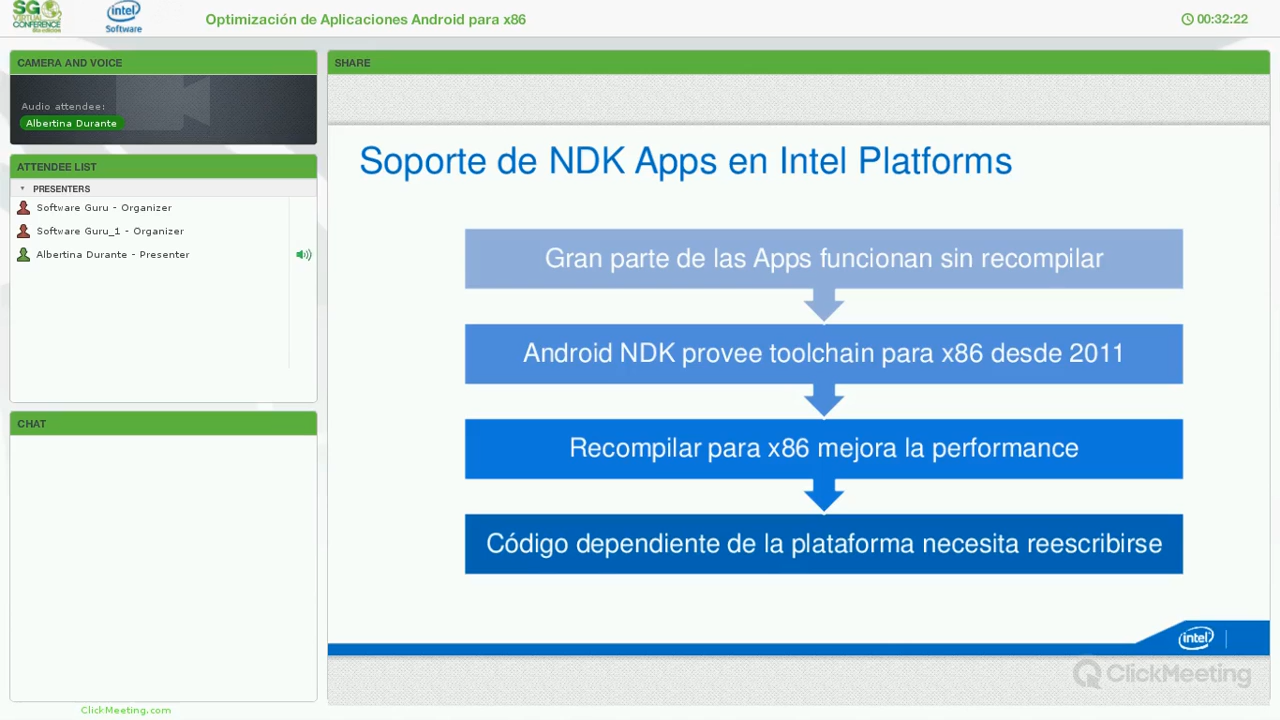 SG
VIRTUAL
CONFERENCE
intel
Software
Optimización de Aplicaciones Android para x86
00:32:22
CAMERA AND VOICE
Audio attendee:
Albertina Durante
ATTENDEE LIST
PRESENTERS
Software Guru - Organizer
Software Guru_1 - Organizer
Albertina Durante - Presenter
CHAT
ClickMeeting.com
SHARE
Soporte de NDK Apps en Intel Platforms
Gran parte de las Apps funcionan sin recompilar
Android NDK provee toolchain para x86 desde 2011
Recompilar para x86 mejora la performance
Código dependiente de la plataforma necesita reescribirse
intel
ClickMeeting